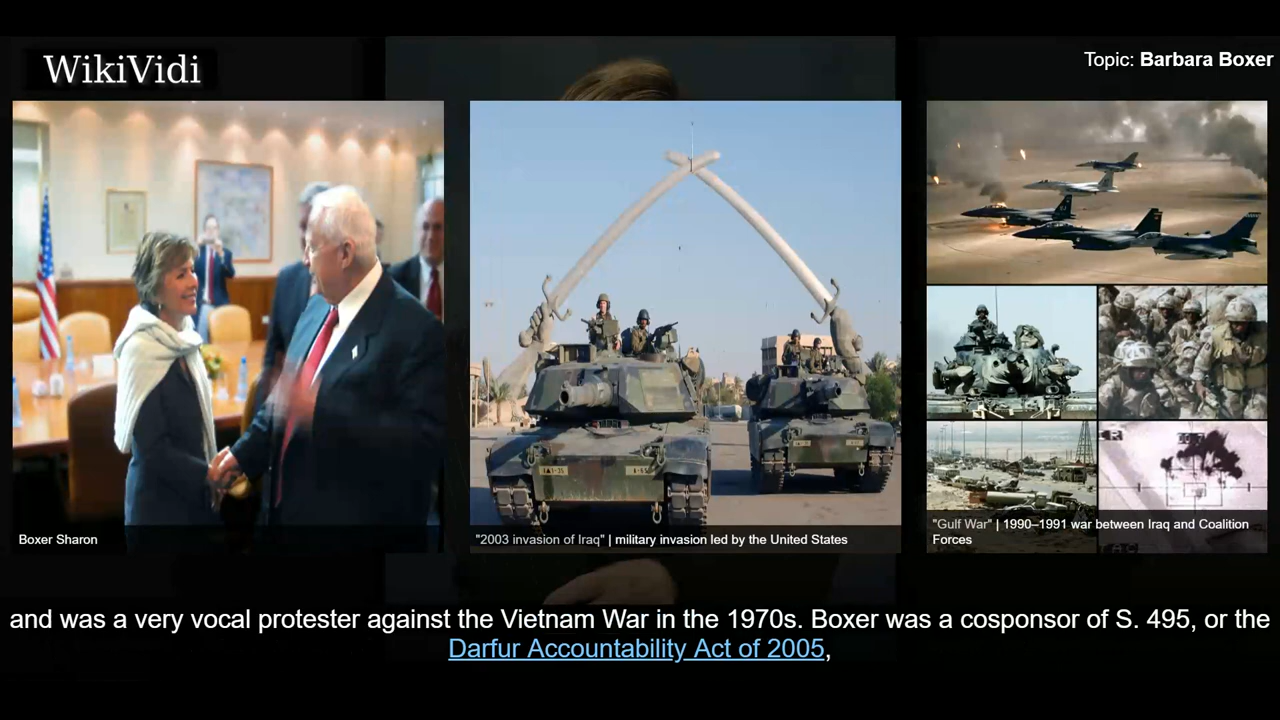 WikiVidi
Topic: Barbara Boxer
Boxer Sharon
"2003 invasion of Iraq" | military invasion led by the United States
"Gulf War" | 1990–1991 war between Iraq and Coalition
Forces
and was a very vocal protester against the Vietnam War in the 1970s. Boxer was a cosponsor of S. 495, or the
Darfur Accountability Act of 2005,